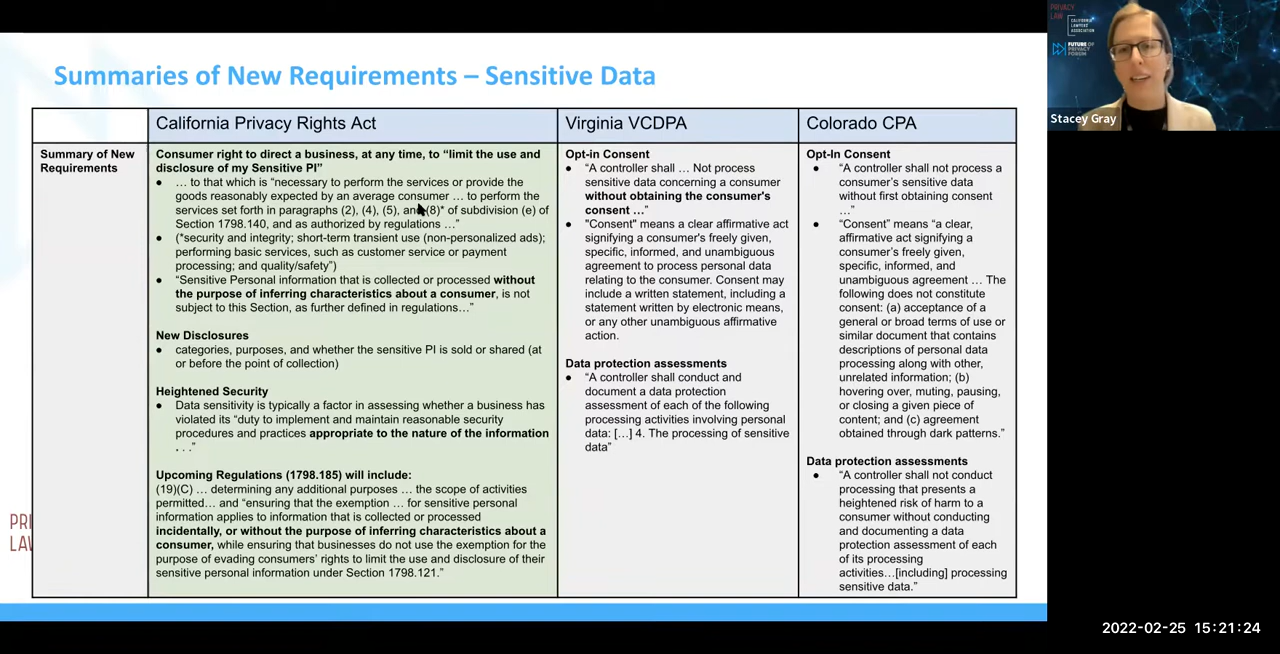 Summaries of New Requirements – Sensitive Data
California Privacy Rights Act
Virginia VCDPA
Colorado CPA
Summary of New
Requirements
Consumer right to direct a business, at any time, to “limit the use and
disclosure of my Sensitive PI”
● … to that which is “necessary to perform the services or provide the
goods reasonably expected by an average consumer … to perform the
services set forth in paragraphs (2), (4), (5), and (8)* of subdivision (e) of
Section 1798.140, and as authorized by regulations …”
● (*security and integrity; short-term transient use (non-personalized ads);
performing basic services, such as customer service or payment
processing; and quality/safety”)
● “Sensitive Personal information that is collected or processed without
the purpose of inferring characteristics about a consumer, is not
subject to this Section, as further defined in regulations…”
New Disclosures
● categories, purposes, and whether the sensitive PI is sold or shared (at
or before the point of collection)
Heightened Security
● Data sensitivity is typically a factor in assessing whether a business has
violated its “duty to implement and maintain reasonable security
procedures and practices appropriate to the nature of the information
. . .”
Upcoming Regulations (1798.185) will include:
(19)(C) … determining any additional purposes … the scope of activities
permitted… and “ensuring that the exemption … for sensitive personal
information applies to information that is collected or processed
incidentally, or without the purpose of inferring characteristics about a
consumer, while ensuring that businesses do not use the exemption for the
purpose of evading consumers’ rights to limit the use and disclosure of their
sensitive personal information under Section 1798.121.”
Opt-in Consent
● “A controller shall … Not process
sensitive data concerning a consumer
without obtaining the consumer's
consent …”
● "Consent" means a clear affirmative act
signifying a consumer's freely given,
specific, informed, and unambiguous
agreement to process personal data
relating to the consumer. Consent may
include a written statement, including a
statement written by electronic means,
or any other unambiguous affirmative
action.
Data protection assessments
● “A controller shall conduct and
document a data protection
assessment of each of the following
processing activities involving personal
data: […] 4. The processing of sensitive
data”
Opt-In Consent
● “A controller shall not process a
consumer’s sensitive data
without first obtaining consent
…”
● “Consent” means “a clear,
affirmative act signifying a
consumer’s freely given,
specific, informed, and
unambiguous agreement … The
following does not constitute
consent: (a) acceptance of a
general or broad terms of use or
similar document that contains
descriptions of personal data
processing along with other,
unrelated information; (b)
hovering over, muting, pausing,
or closing a given piece of
content; and (c) agreement
obtained through dark patterns.”
Data protection assessments
● “A controller shall not conduct
processing that presents a
heightened risk of harm to a
consumer without conducting
and documenting a data
protection assessment of each
of its processing
activities…[including] processing
sensitive data.”
PRI
LAW
PRIVACY
LAW
CALIFORNIA
LAWYERS
ASSOCIATION
FUTURE OF
PRIVACY
FORUM
Stacey Gray
2022-02-25 15:21:24